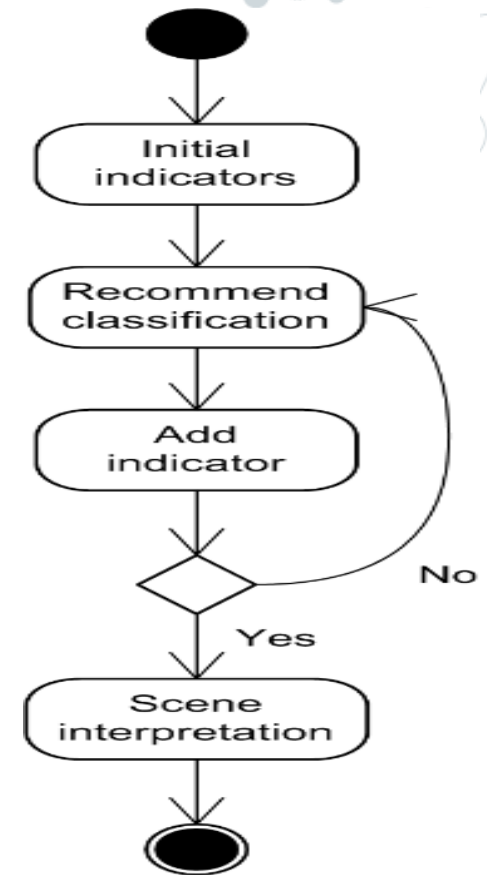 Initial
indicators
Recommend
classification
Add
indicator
No
Yes
Scene
interpretation